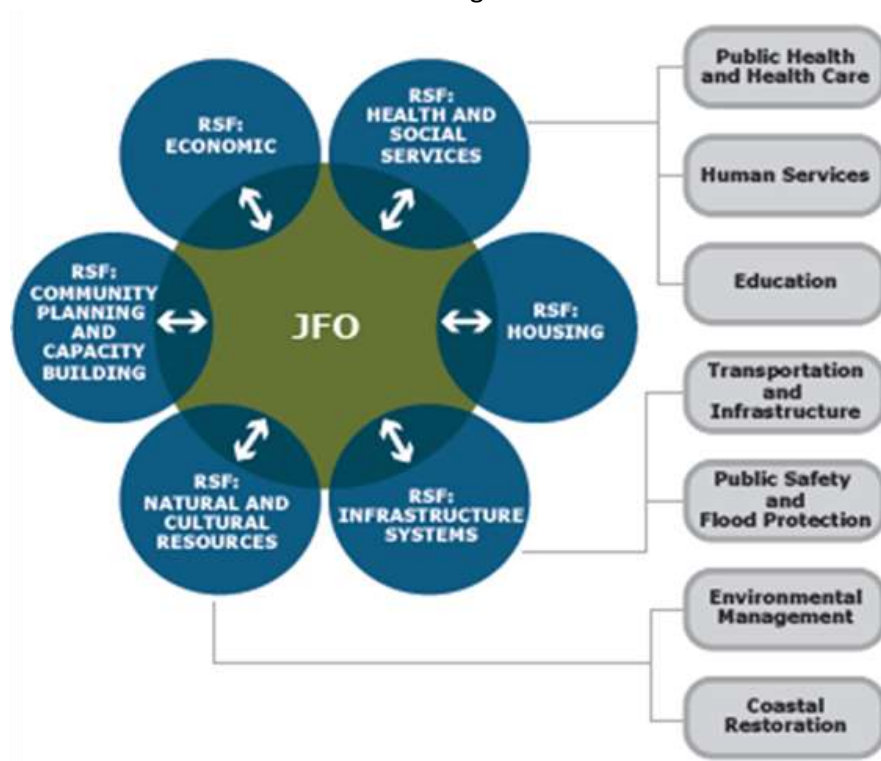 RSF:
ECONOMIC
RSF:
HEALTH AND
SOCIAL
SERVICES
RSF:
COMMUNITY
PLANNING
AND
CAPACITY
BUILDING
JFO
RSF:
HOUSING
RSF:
NATURAL AND
CULTURAL
RESOURCES
RSF:
INFRASTRUCTURE
SYSTEMS
Public Health
and Health Care
Human Services
Education
Transportation
and
Infrastructure
Public Safety
and
Flood Protection
Environmental
Management
Coastal
Restoration